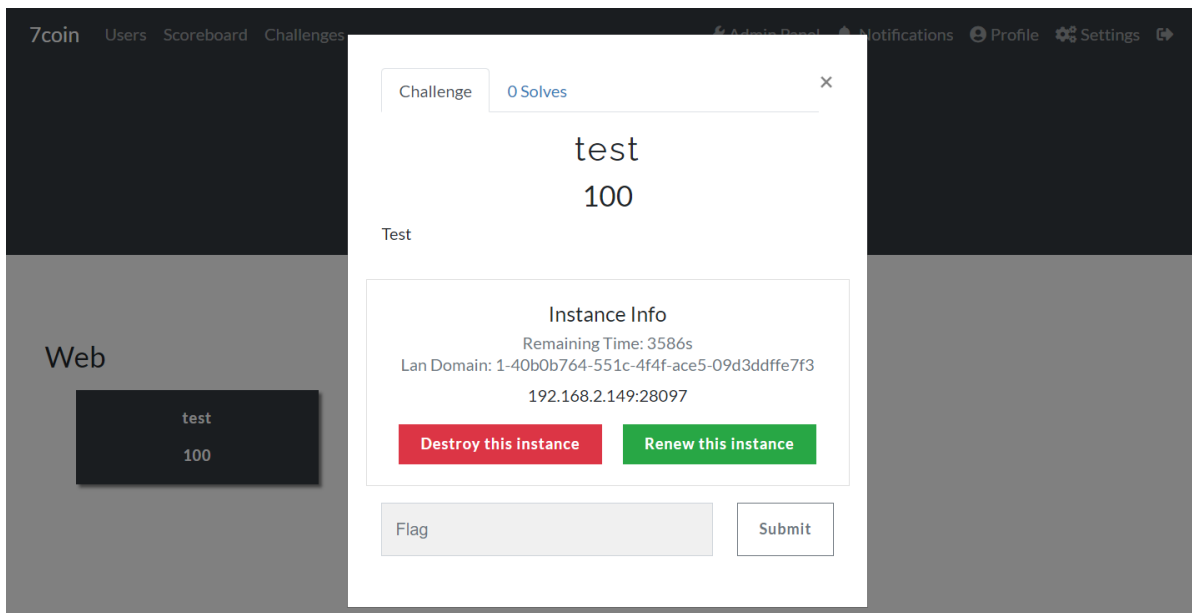 7coin Users Scoreboard Challenges Admin Panel Notifications Profile Settings
Challenge 0 Solves ×
test
100
Test
Instance Info
Remaining Time: 3586s
Lan Domain: 1-40b0b764-551c-4f4f-ace5-09d3ddffe7f3
192.168.2.149:28097
Destroy this instance Renew this instance
Flag Submit
Web
test
100